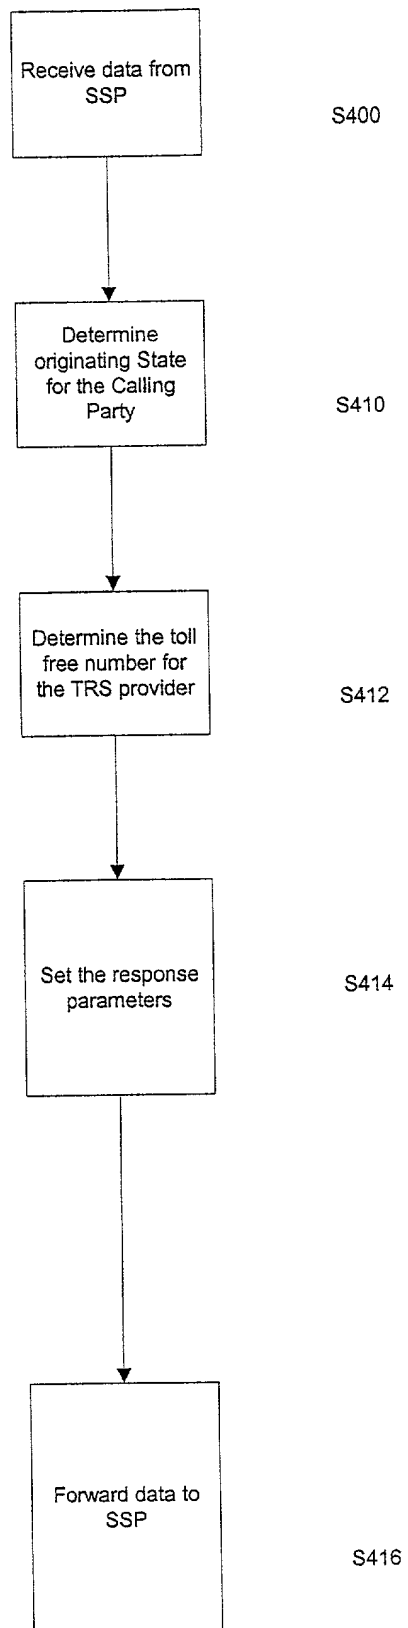 Receive data from
SSP
S400
Determine
originating State
for the Calling
Party
S410
Determine the toll
free number for
the TRS provider
S412
Set the response
parameters
S414
Forward data to
SSP
S416